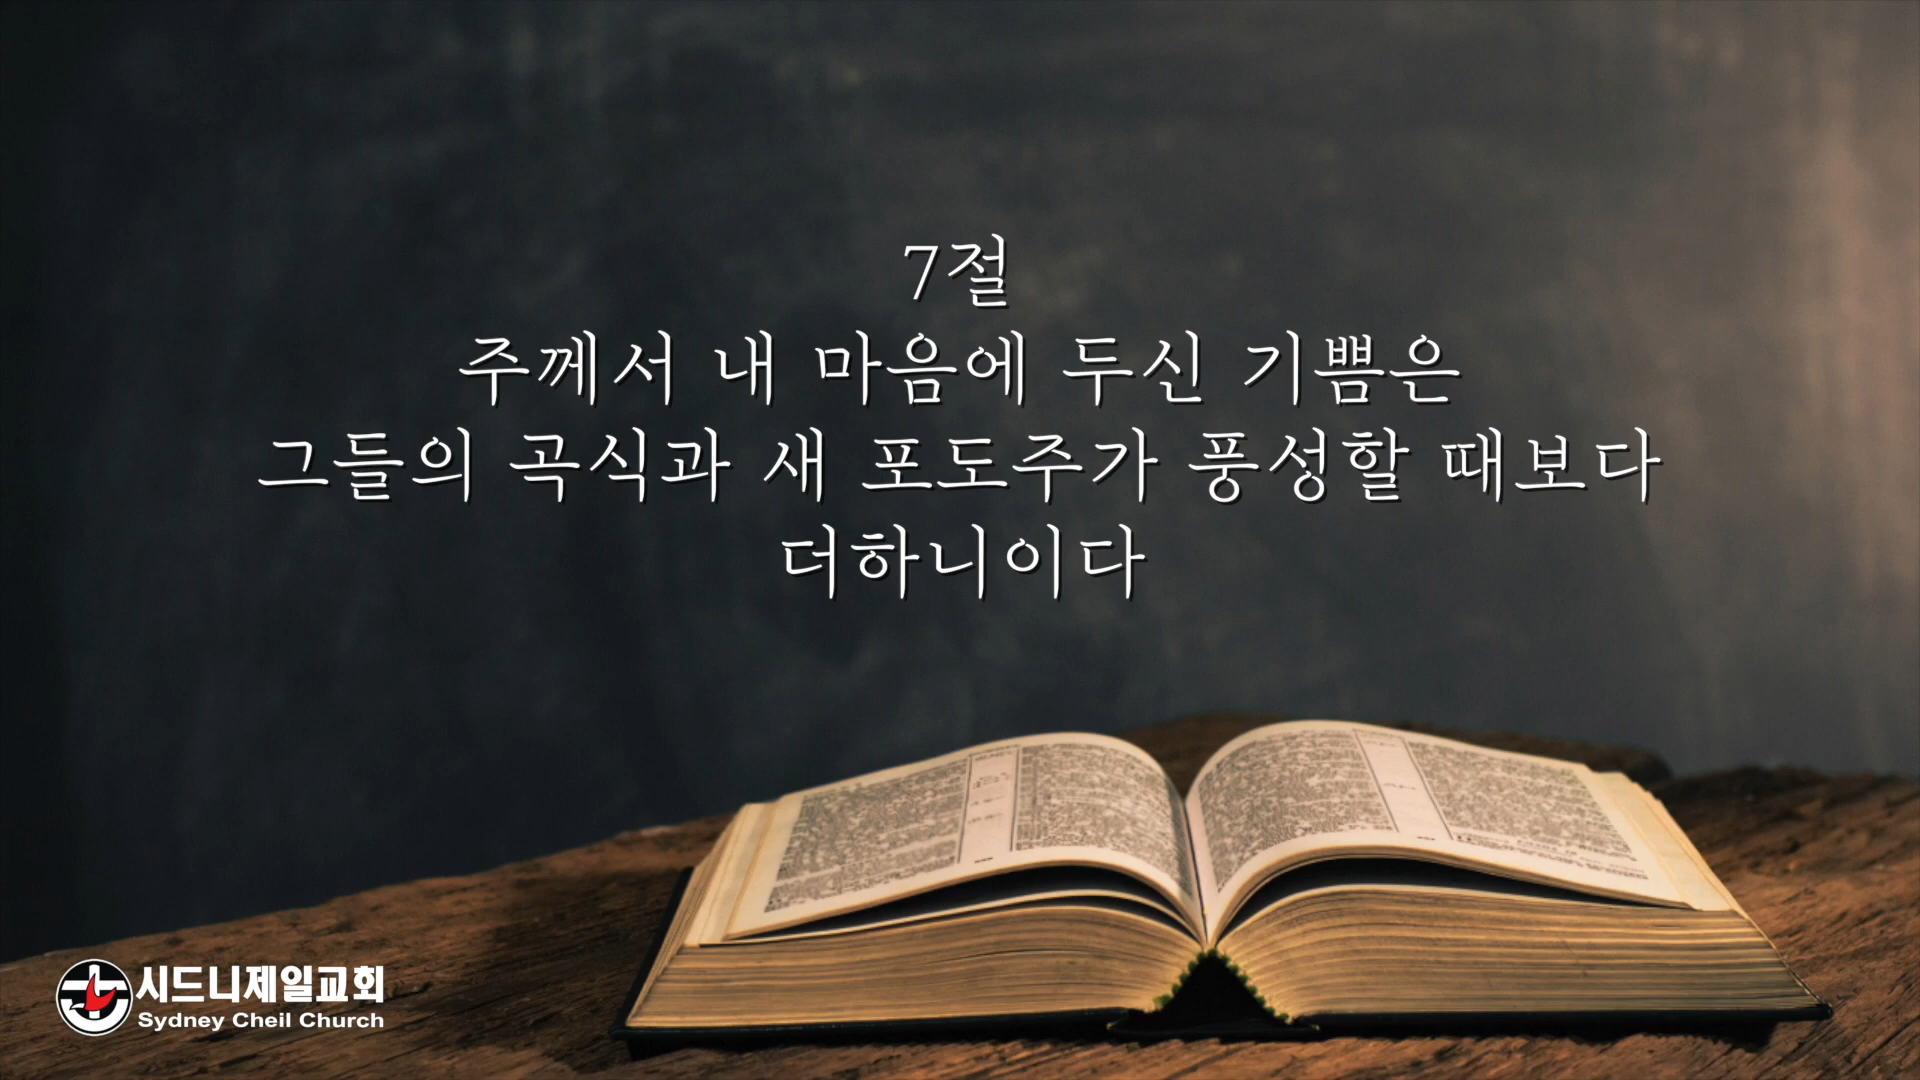 7절
주께서 내 마음에 두신 기쁨은
그들의 곡식과 새 포도주가 풍성할 때보다
더하니이다
시드니제일교회
Sydney Cheil Church